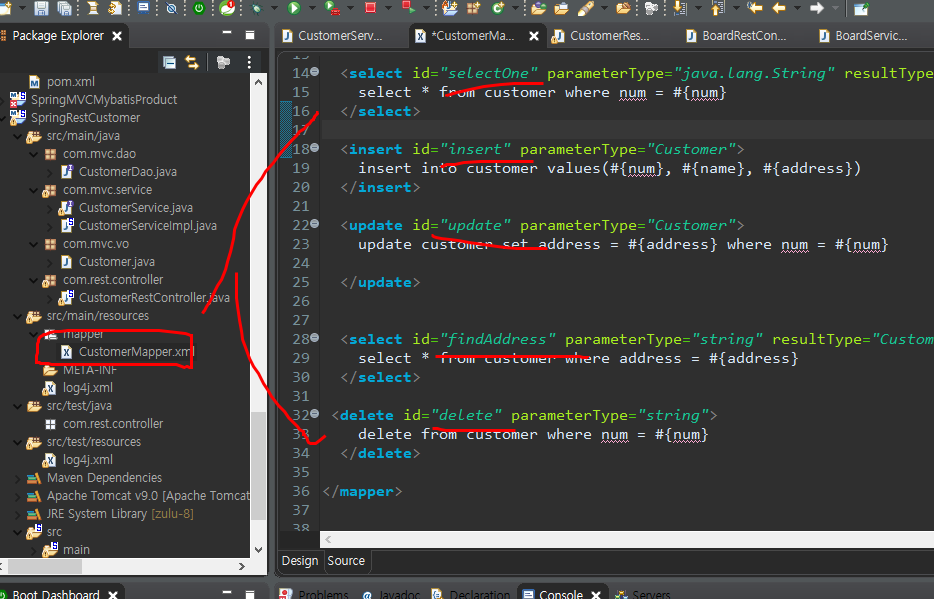 Package Explorer
CustomerServ...
*CustomerMa...
CustomerRes...
BoardRestCon...
BoardServic...
pom.xml
SpringMVCMybatisProduct
SpringRestCustomer
src/main/java
com.mvc.dao
CustomerDao.java
com.mvc.service
CustomerService.java
CustomerServiceImpl.java
com.mvc.vo
Customer.java
com.rest.controller
CustomerRestController.java
src/main/resources
mapper
CustomerMapper.xml
META-INF
log4j.xml
src/test/java
com.rest.controller
src/test/resources
log4j.xml
Maven Dependencies
Apache Tomcat v9.0 [Apache Tomcat
JRE System Library [zulu-8]
src
main
14 <select id="selectOne" parameterType="java.lang.String" resultType
15 select * from customer where num = #{num}
16 </select>
17
18 <insert id="insert" parameterType="Customer">
19 insert into customer values(#{num}, #{name}, #{address})
20 </insert>
21
22 <update id="update" parameterType="Customer">
23 update customer set address = #{address} where num = #{num}
24
25 </update>
26
27
28 <select id="findAddress" parameterType="string" resultType="Custom
29 select * from customer where address = #{address}
30 </select>
31
32 <delete id="delete" parameterType="string">
33 delete from customer where num = #{num}
34 </delete>
35
36 </mapper>
37
38
Design
Source
Boot Dashboard
Problems
Javadoc
Declaration
Console
Servers